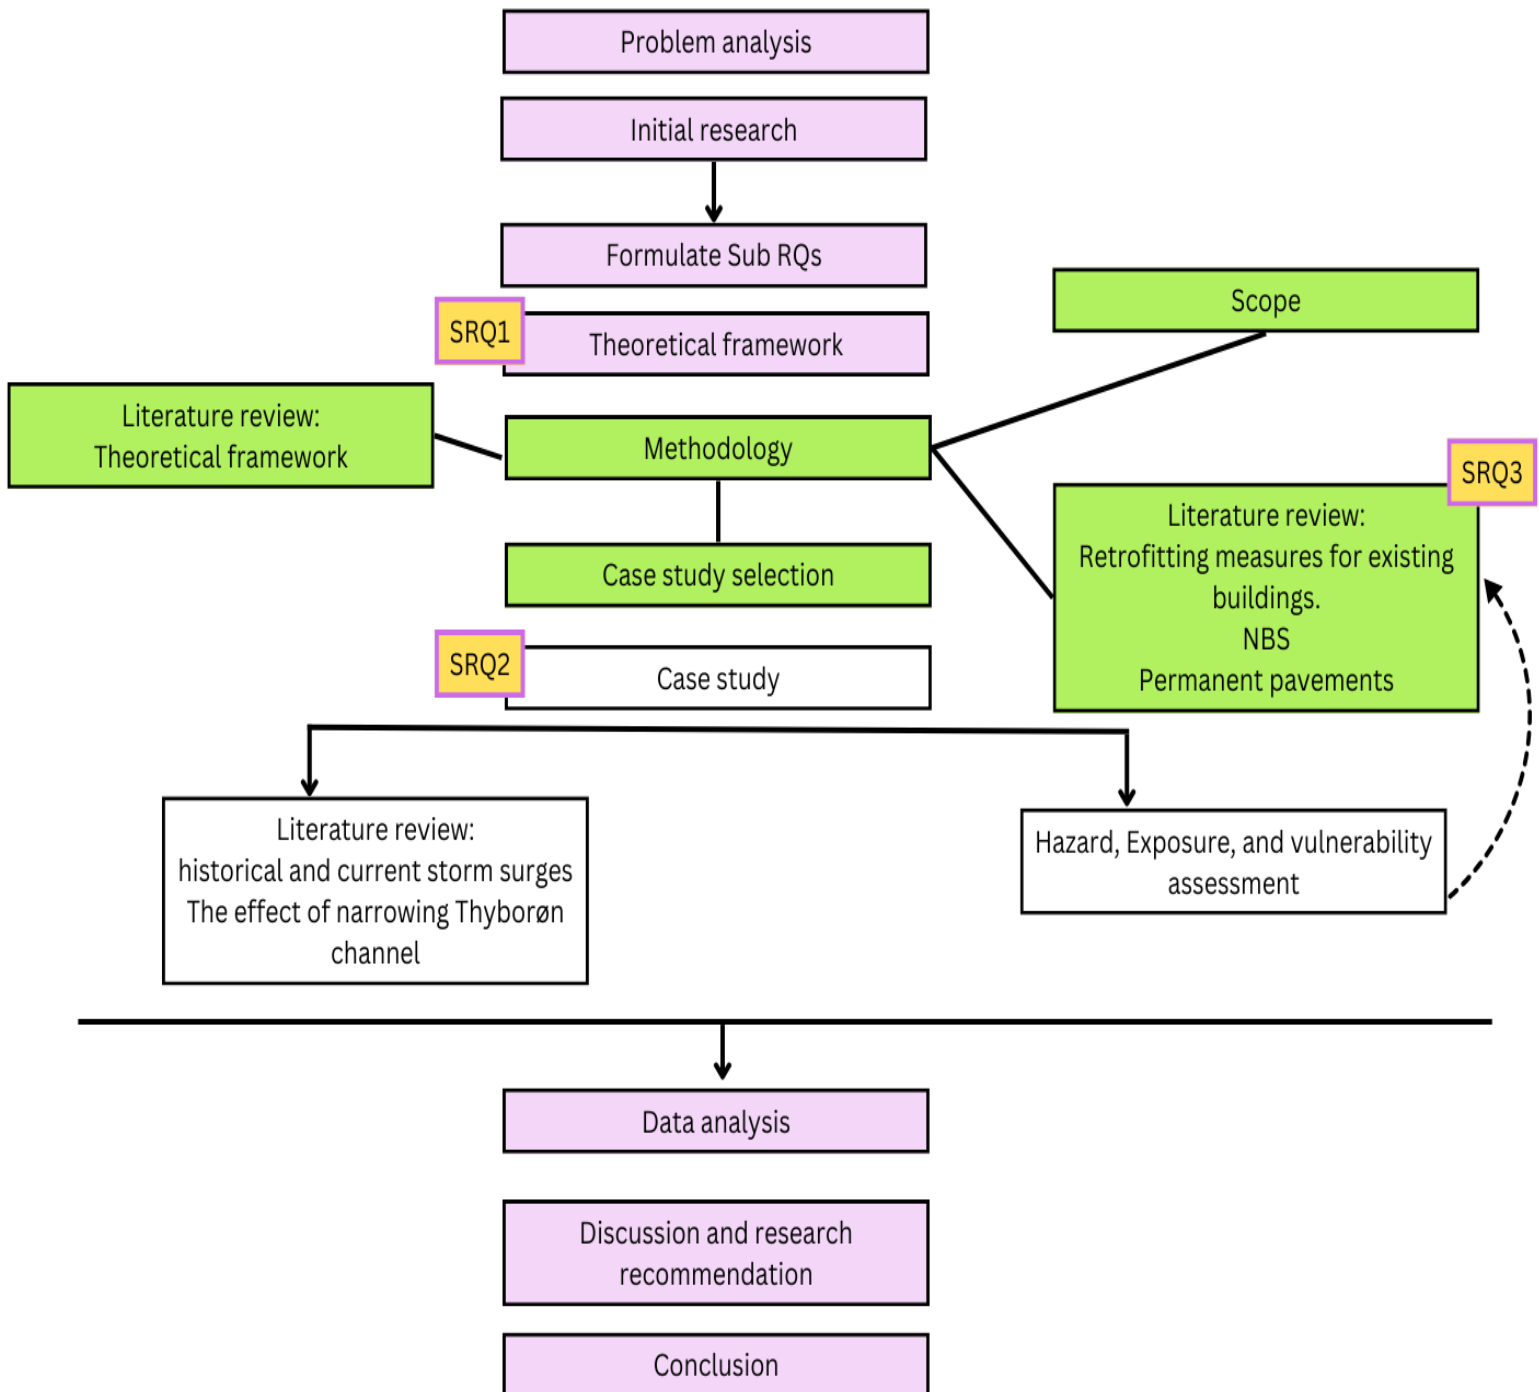 Problem analysis
Initial research
Formulate Sub RQs
SRQ1
Theoretical framework
Scope
Literature review:
Theoretical framework
Methodology
SRQ3
Literature review:
Retrofitting measures for existing
buildings.
NBS
Permanent pavements
Case study selection
SRQ2
Case study
Literature review:
historical and current storm surges
The effect of narrowing Thyborøn
channel
Hazard, Exposure, and vulnerability
assessment
Data analysis
Discussion and research
recommendation
Conclusion